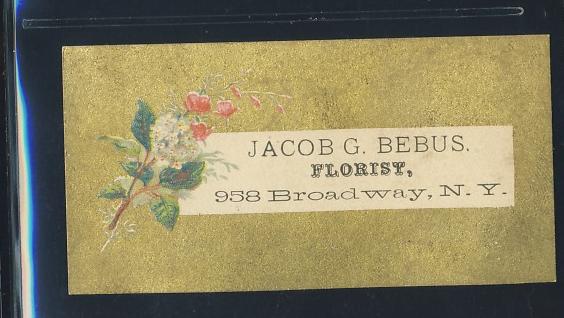 JACOB G. BEBUS.
FLORIST,
958 Broadway, N. Y.